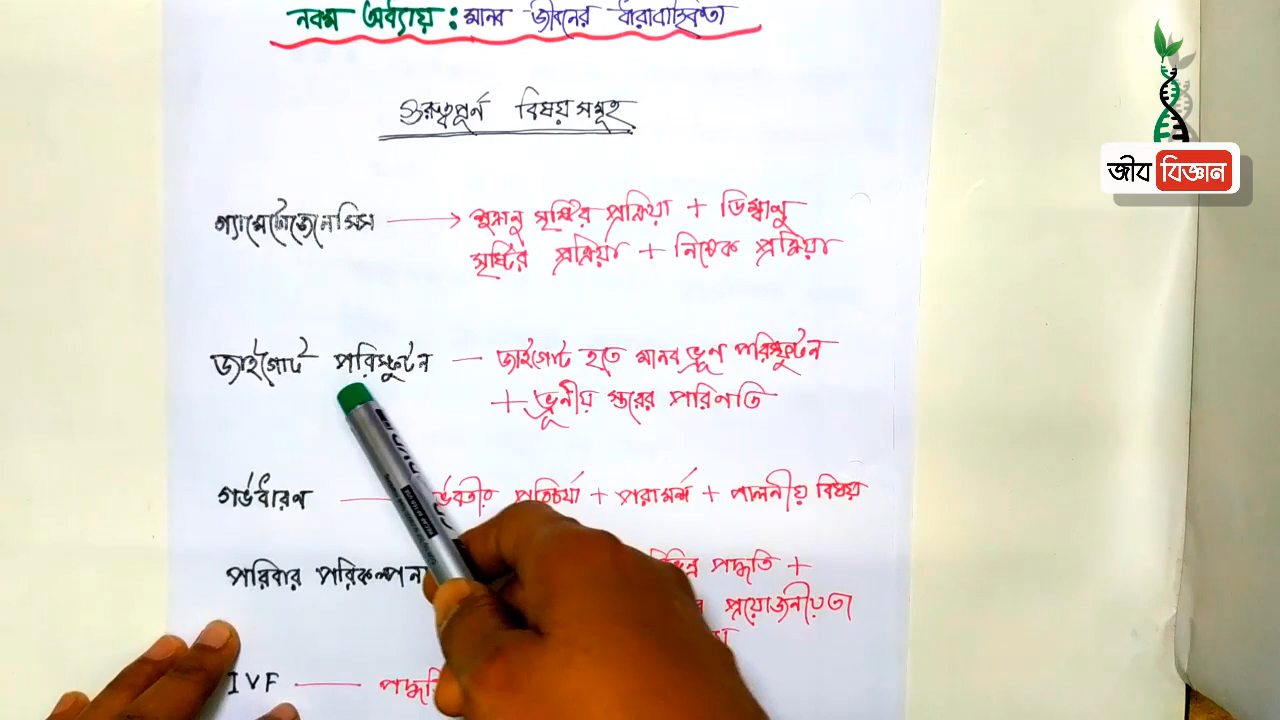 নবম অধ্যায় : মানব জীবনের ধারাবাহিকতা
গুরুত্বপূর্ন বিষয়সমূহ
গ্যামেটোজেনেসিস → শুক্রানু সৃষ্টির প্রক্রিয়া + ডিম্বাণু
সৃষ্টির প্রক্রিয়া + নিষেক প্রক্রিয়া
জাইগোট পরিস্ফুটন — জাইগোট হতে মানব ভ্রূণ পরিস্ফুটন
+ ভ্রূনীয় স্তরের পরিণতি
গর্ভধারণ — র্ভবতীর প্রতিচর্যা + পরামর্শ + পালনীয় বিষয়
পরিবার পরিকল্পন পদ্ধতি +
প্রয়োজনীয়তা
IVF — পদ্ধতি
জীব বিজ্ঞান